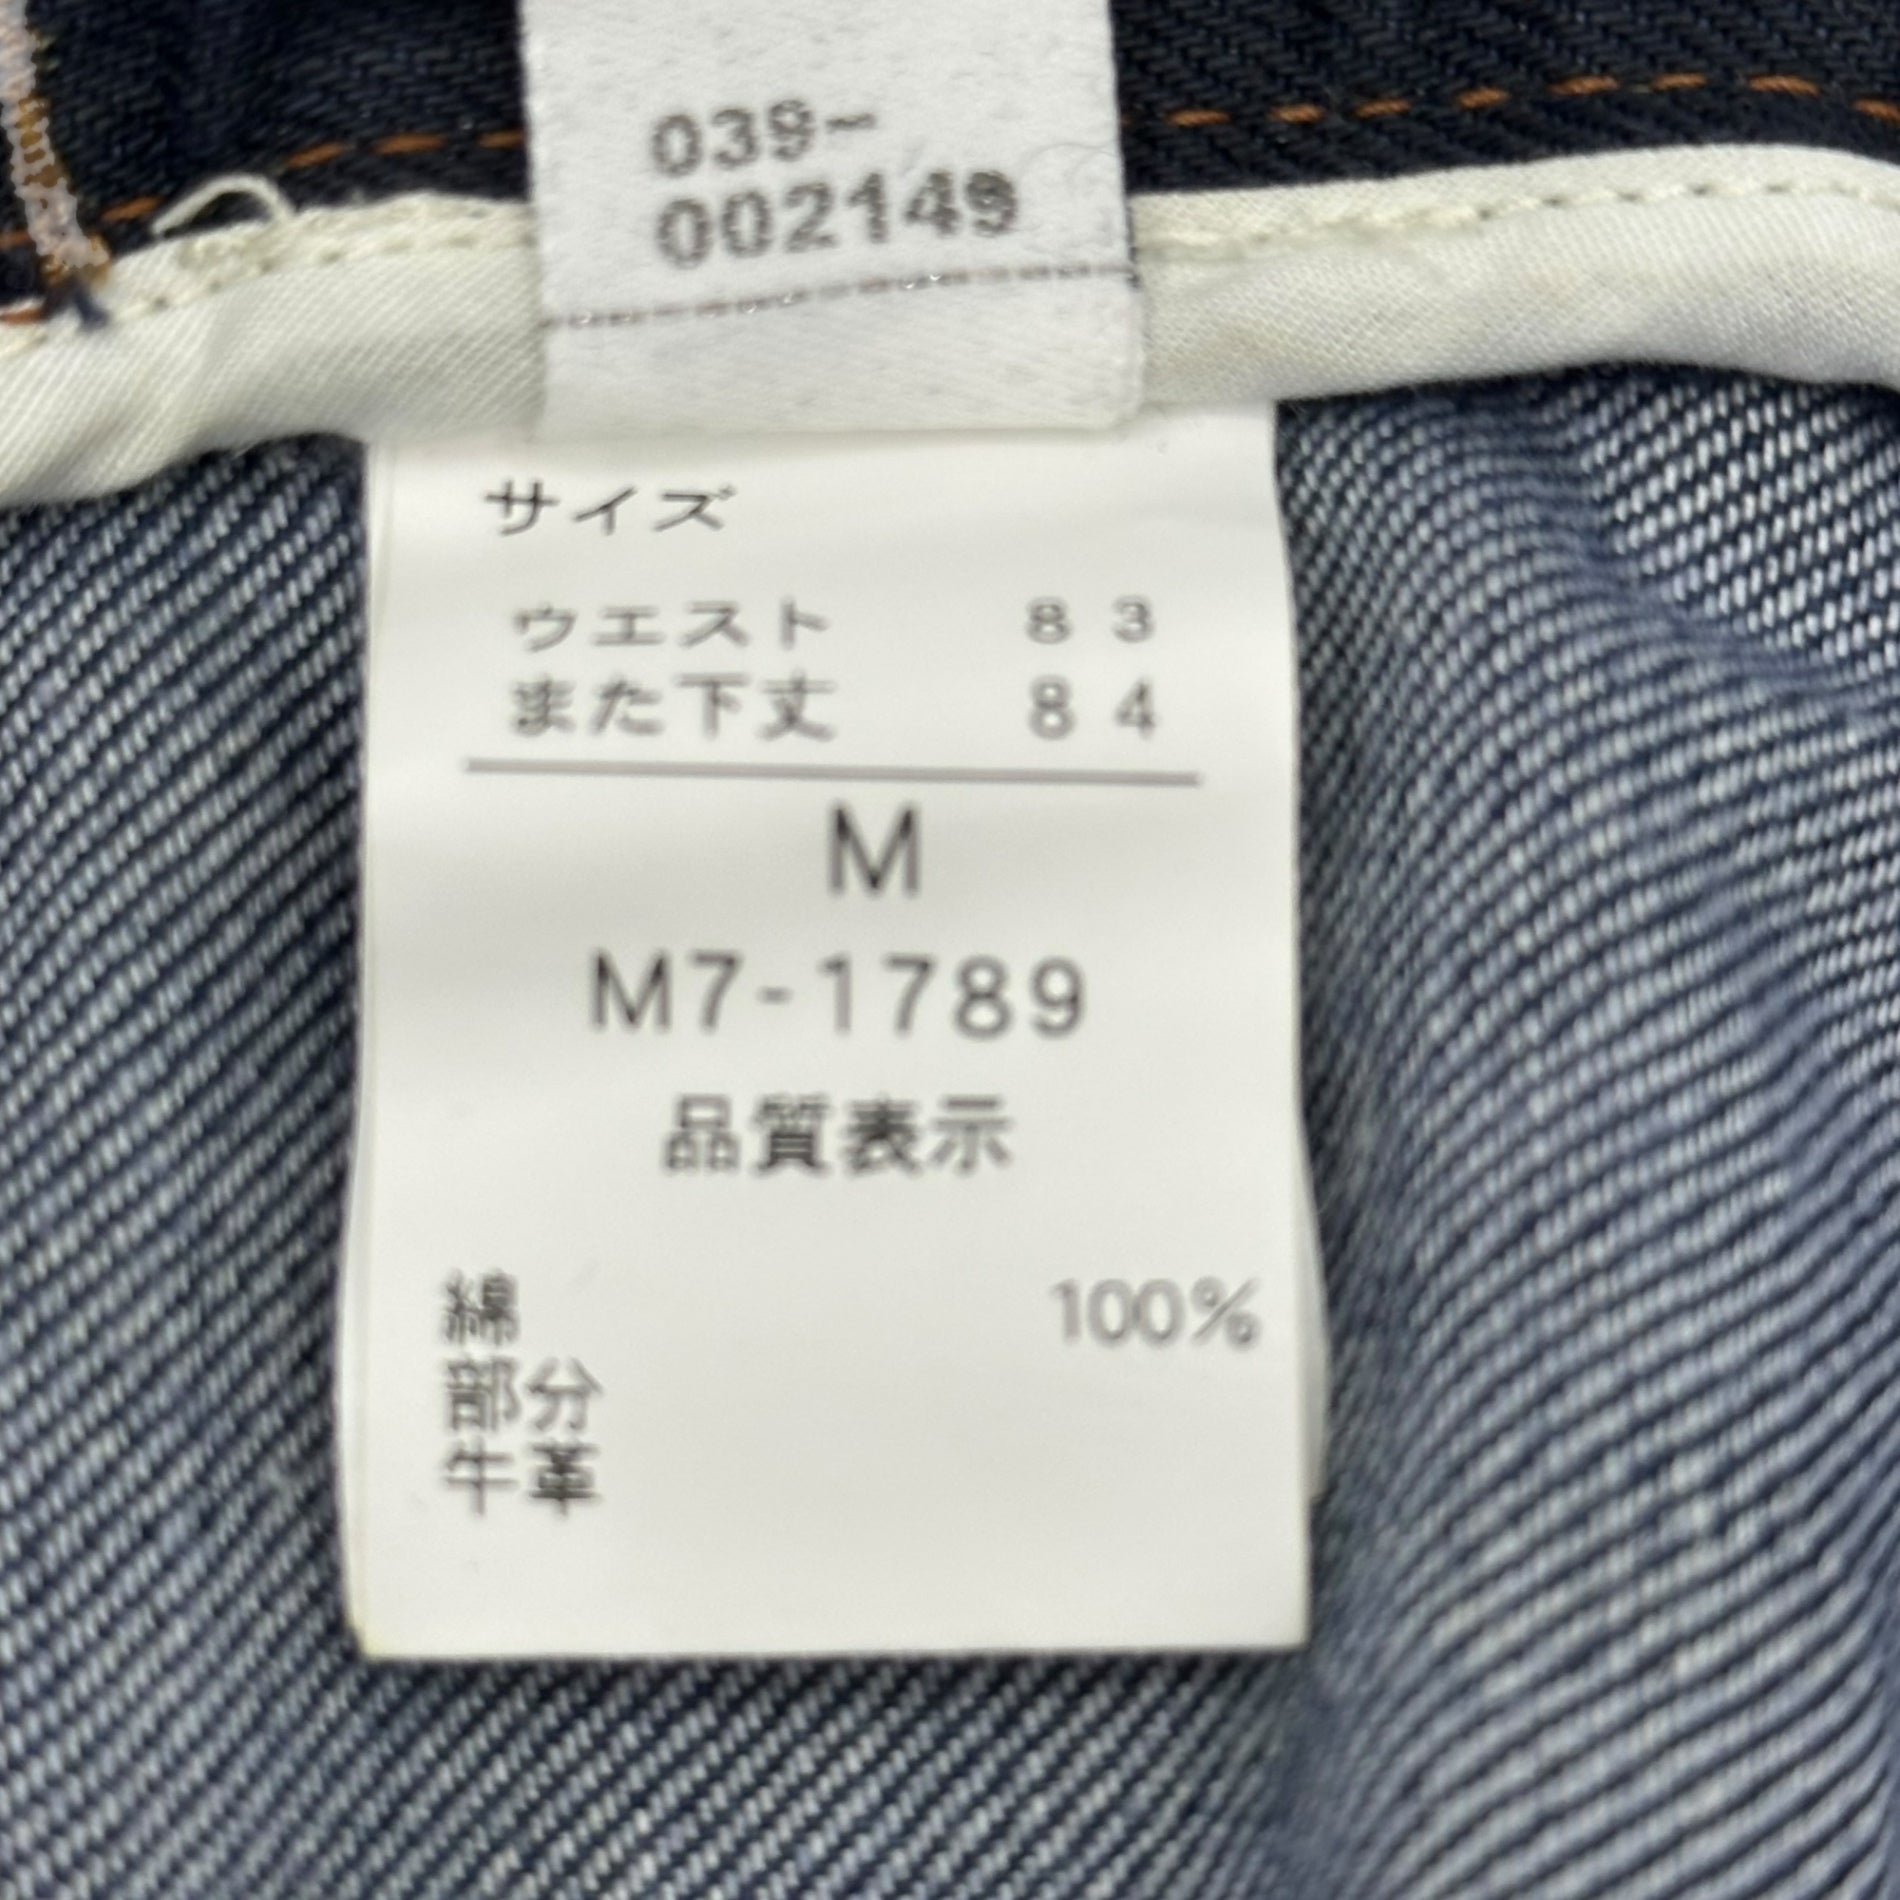 039-
002149
サイズ
ウエスト 83
また下丈 84
M
M7-1789
品質表示
綿 100%
部分
牛革